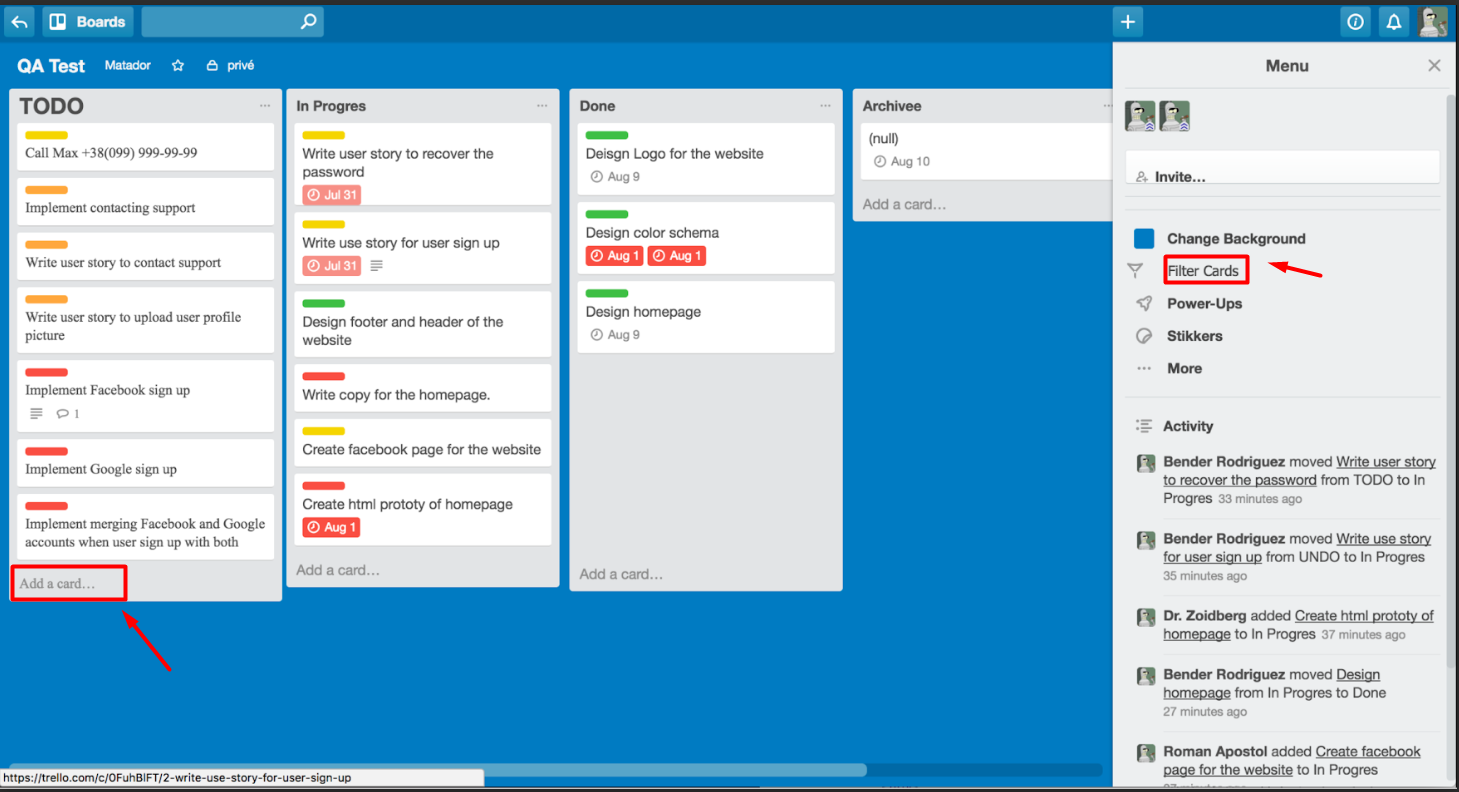 Boards
QA Test Matador privé
TODO
Call Max +38(099) 999-99-99
Implement contacting support
Write user story to contact support
Write user story to upload user profile
picture
Implement Facebook sign up
1
Implement Google sign up
Implement merging Facebook and Google
accounts when user sign up with both
Add a card…
In Progres
Write user story to recover the
password
Jul 31
Write use story for user sign up
Jul 31
Design footer and header of the
website
Write copy for the homepage.
Create facebook page for the website
Create html prototy of homepage
Aug 1
Add a card…
Done
Deisgn Logo for the website
Aug 9
Design color schema
Aug 1 Aug 1
Design homepage
Aug 9
Add a card…
Archivee
(null)
Aug 10
Add a card…
Menu
Invite…
Change Background
Filter Cards
Power-Ups
Stikkers
More
Activity
Bender Rodriguez moved Write user story
to recover the password from TODO to In
Progres 33 minutes ago
Bender Rodriguez moved Write use story
for user sign up from UNDO to In Progres
35 minutes ago
Dr. Zoidberg added Create html prototy of
homepage to In Progres 37 minutes ago
Bender Rodriguez moved Design
homepage from In Progres to Done
27 minutes ago
Roman Apostol added Create facebook
page for the website to In Progres
https://trello.com/c/0FuhBlFT/2-write-use-story-for-user-sign-up